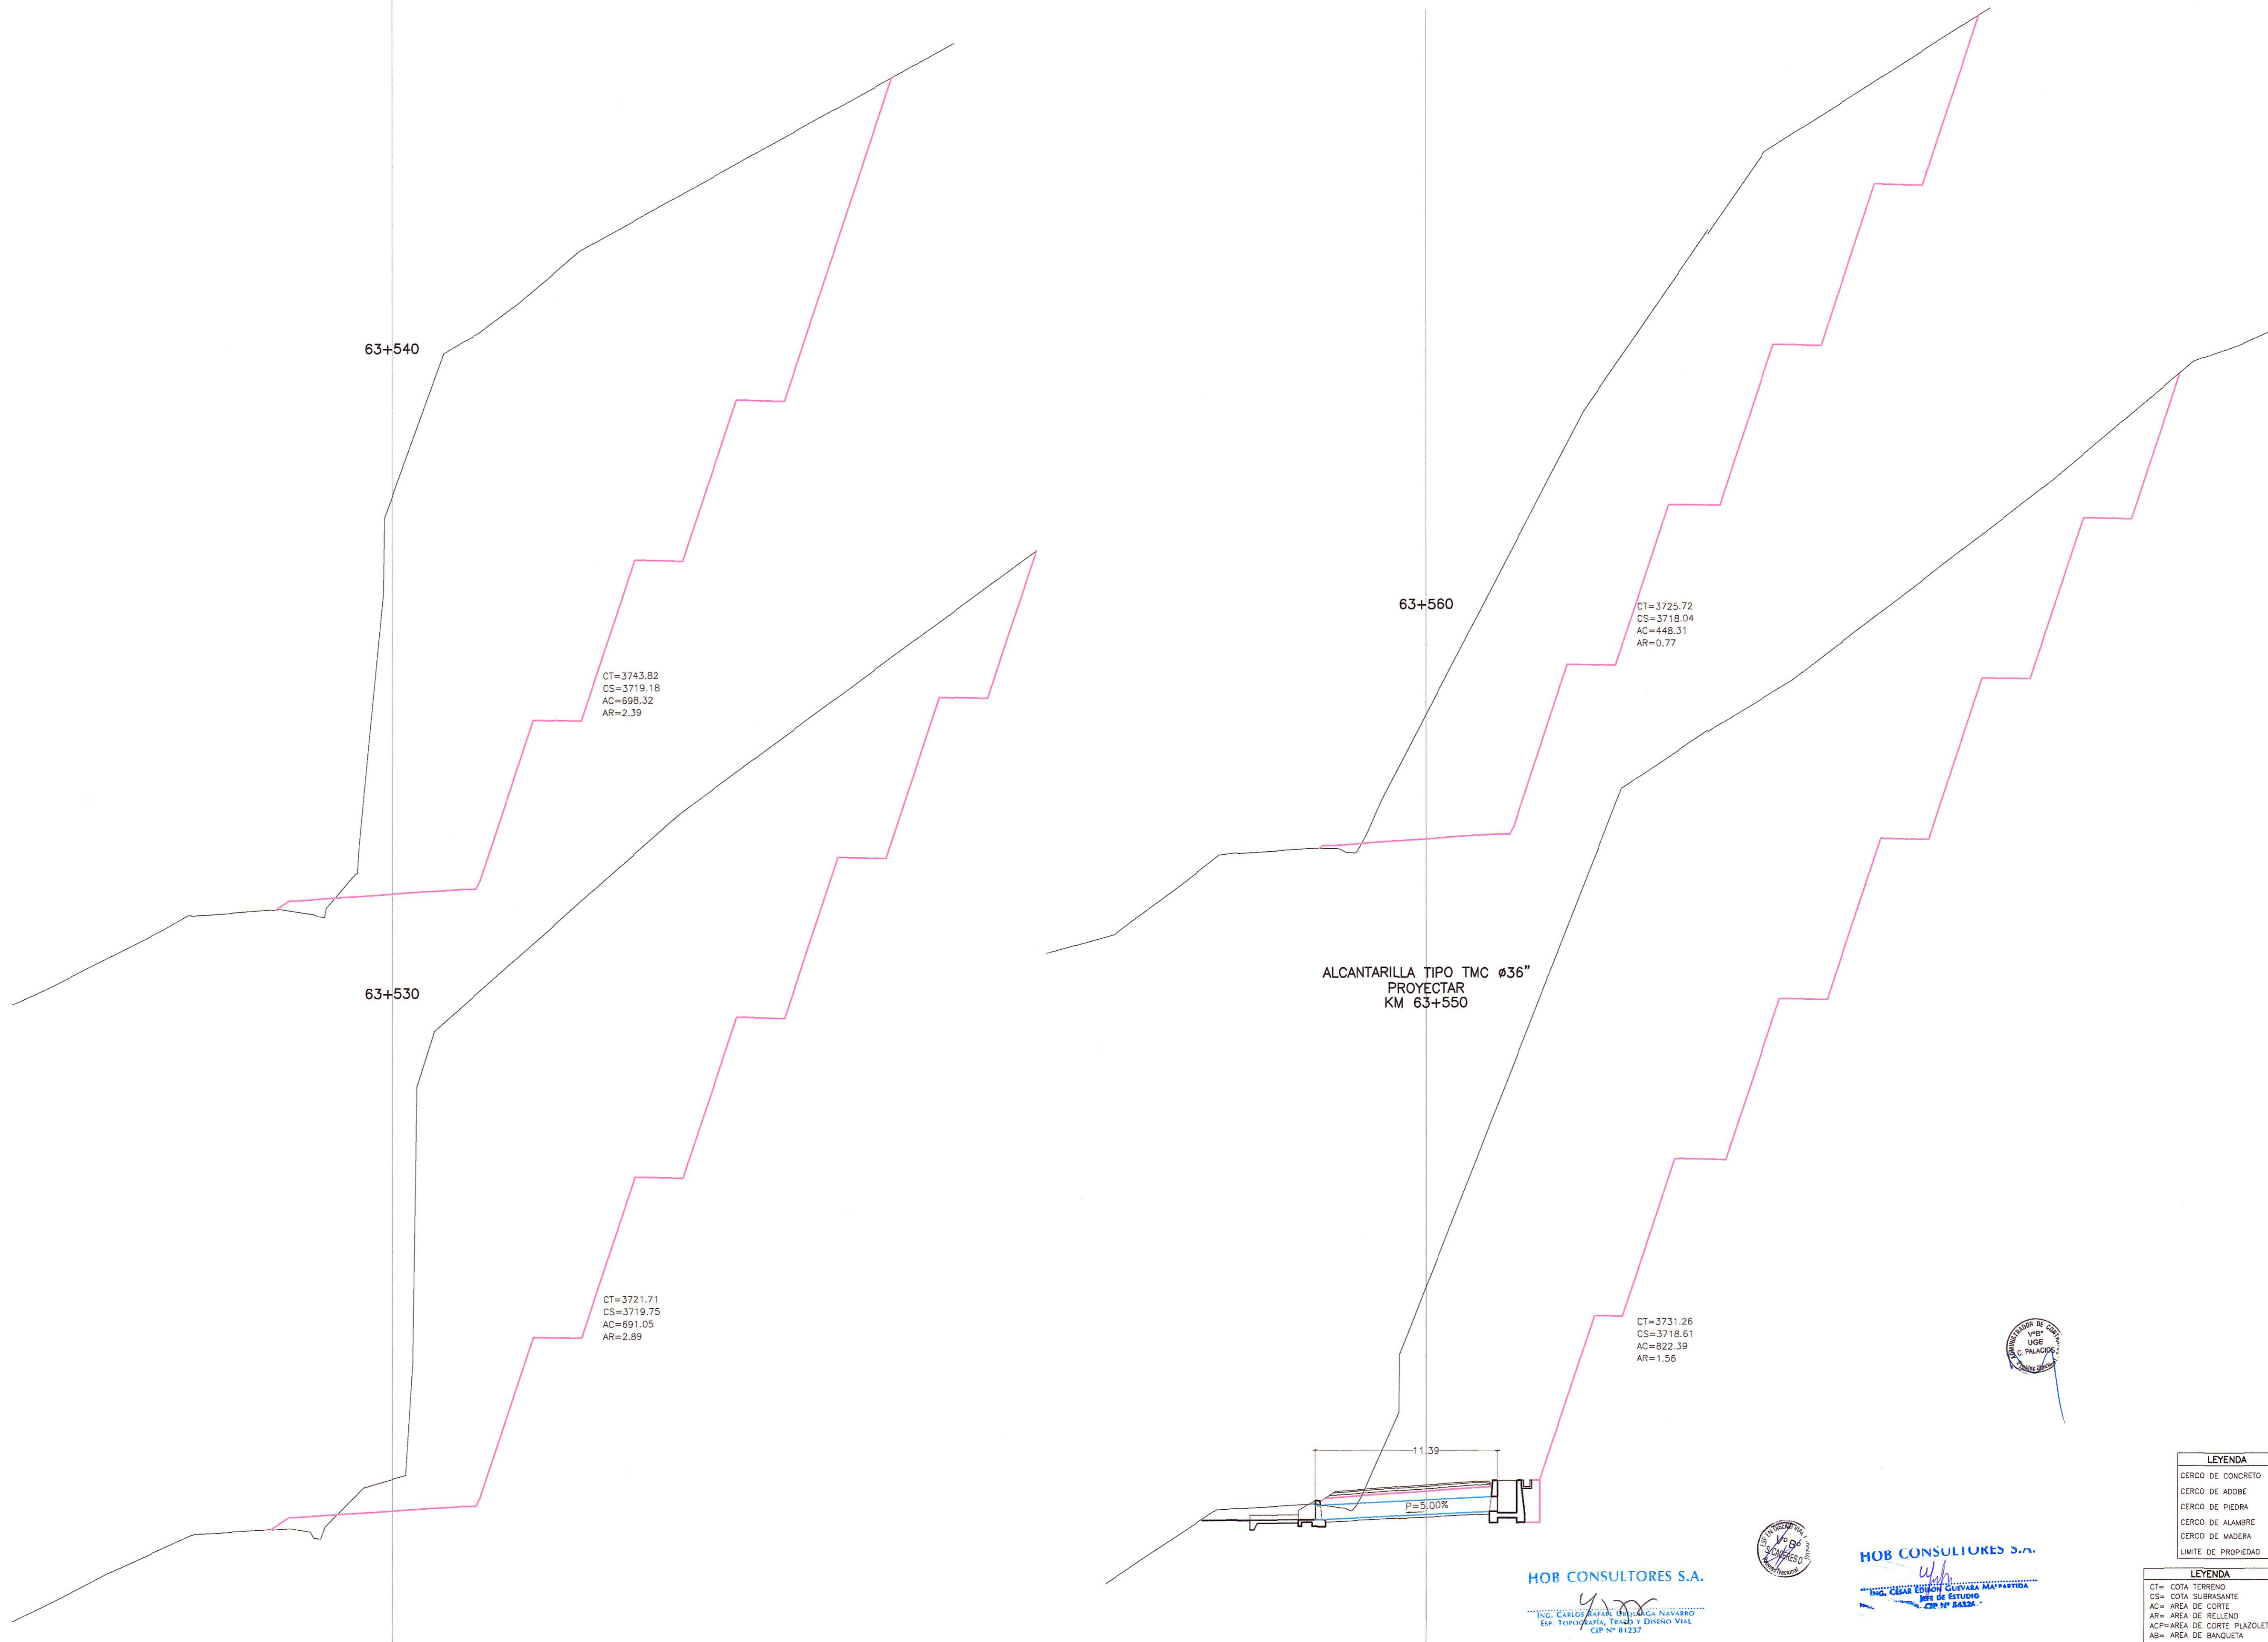 63+540
CT=3743.82
CS=3719.18
AC=698.32
AR=2.39
63+530
CT=3721.71
CS=3719.75
AC=691.05
AR=2.89
63+560
CT=3725.72
CS=3718.04
AC=448.31
AR=0.77
ALCANTARILLA TIPO TMC ø36"
PROYECTAR
KM 63+550
CT=3731.26
CS=3718.61
AC=822.39
AR=1.56
11.39
P=5.00%
ADMINISTRADOR DE
V°B°
UGE
C. PALACIOS
V° B°
HOB CONSULTORES S.A.
ING. CARLOS RAFAEL URQUIAGA NAVARRO
ESP. TOPOGRAFÍA, TRAZO Y DISEÑO VIAL
CIP N° 81237
HOB CONSULTORES S.A.
ING. CÉSAR EDISON GUEVARA
JEFE DE ESTUDIO
CIP N°
LEYENDA
CERCO DE CONCRETO
CERCO DE ADOBE
CERCO DE PIEDRA
CERCO DE ALAMBRE
CERCO DE MADERA
LIMITE DE PROPIEDAD
LEYENDA
CT= COTA TERRENO
CS= COTA SUBRASANTE
AC= AREA DE CORTE
AR= AREA DE RELLENO
ACP=AREA DE CORTE PLAZOLET
AB= AREA DE BANQUETA